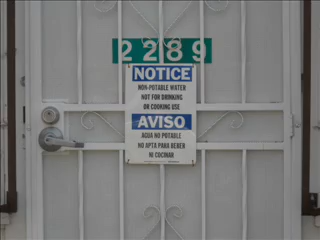 2289
NOTICE
NON-POTABLE WATER
NOT FOR DRINKING
OR COOKING USE
AVISO
AGUA NO POTABLE
NO APTA PARA BEBER
NI COCINAR